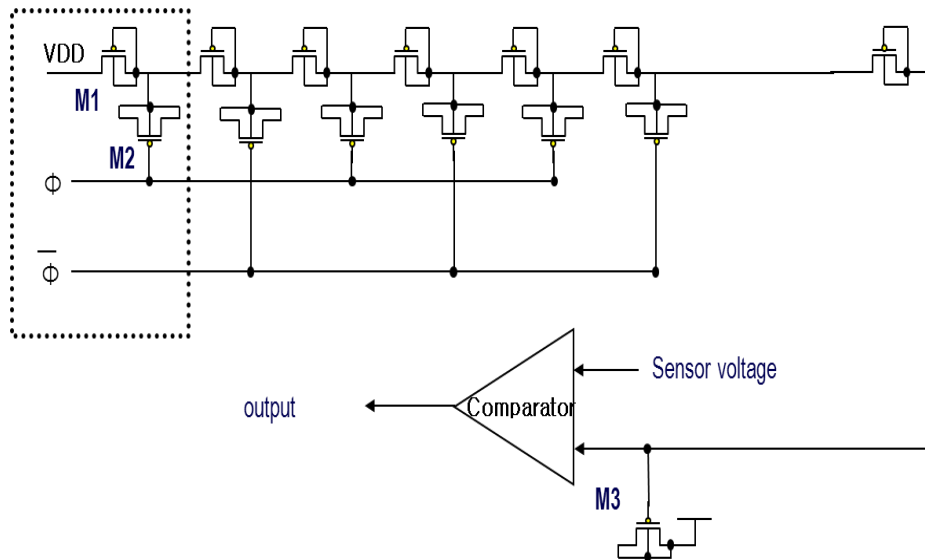 VDD
M1
M2
Φ
Φ̅
Sensor voltage
output
Comparator
M3